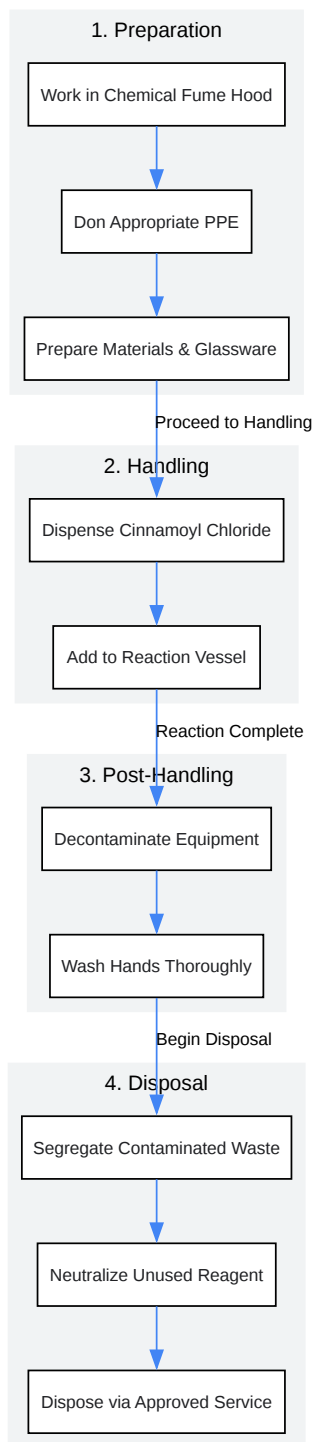 1. Preparation
Work in Chemical Fume Hood
Don Appropriate PPE
Prepare Materials & Glassware
Proceed to Handling
2. Handling
Dispense Cinnamoyl Chloride
Add to Reaction Vessel
Reaction Complete
3. Post-Handling
Decontaminate Equipment
Wash Hands Thoroughly
Begin Disposal
4. Disposal
Segregate Contaminated Waste
Neutralize Unused Reagent
Dispose via Approved Service